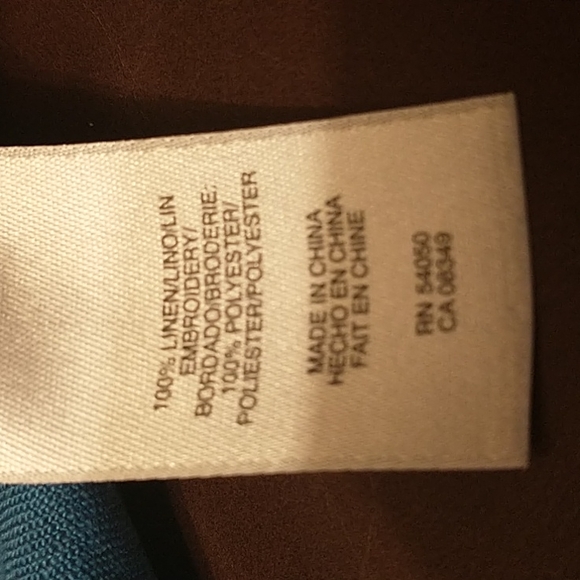 100% LINEN/LINO/LIN
EMBROIDERY/
BORDADO/BRODERIE:
100% POLYESTER/
POLIESTER/POLYESTER
MADE IN CHINA
HECHO EN CHINA
FAIT EN CHINE
RN 54050
CA 08349